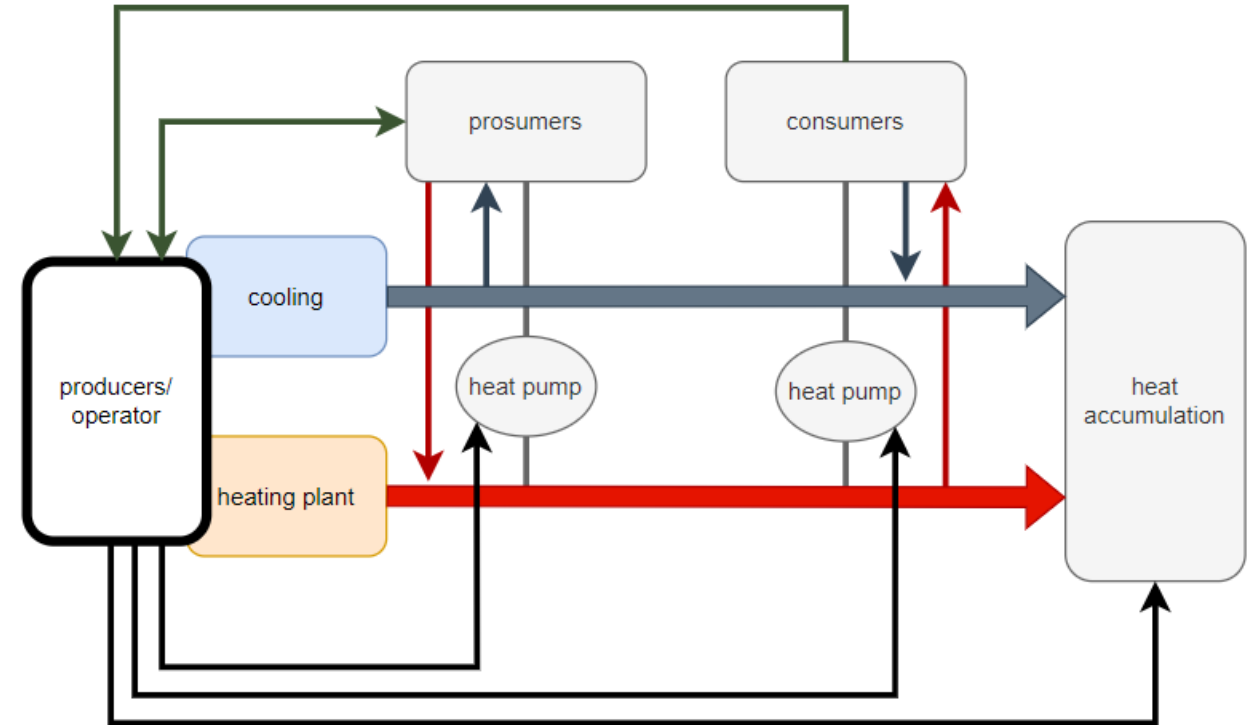 prosumers
consumers
cooling
producers/
operator
heat pump
heat pump
heat
accumulation
heating plant